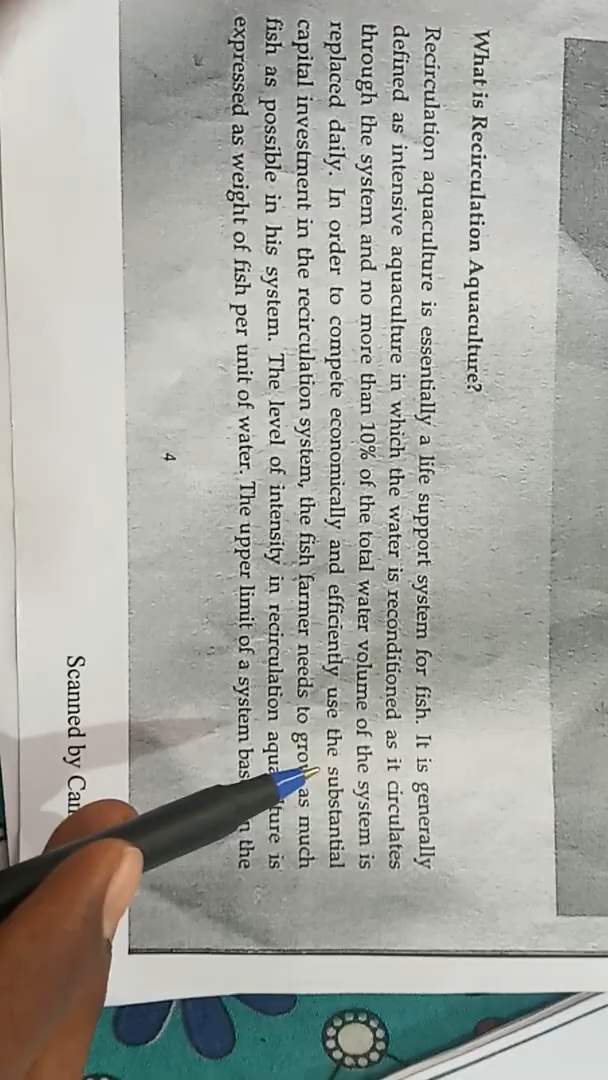 What is Recirculation Aquaculture?
Recirculation aquaculture is essentially a life support system for fish. It is generally
defined as intensive aquaculture in which the water is reconditioned as it circulates
through the system and no more than 10% of the total water volume of the system is
replaced daily. In order to compete economically and efficiently use the substantial
capital investment in the recirculation system, the fish farmer needs to grow as much
fish as possible in his system. The level of intensity in recirculation is
expressed as weight of fish per unit of water. The upper limit of a system the
4
Scanned by